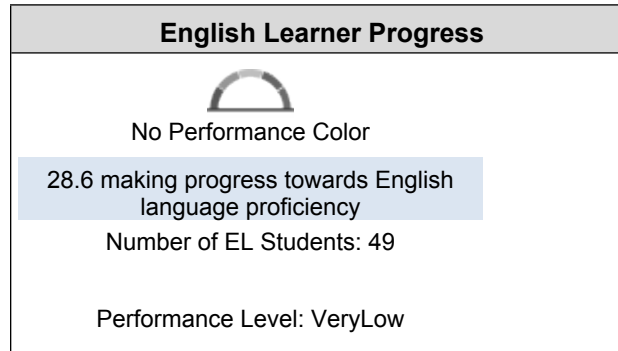 English Learner Progress
No Performance Color
28.6 making progress towards English
language proficiency
Number of EL Students: 49
Performance Level: VeryLow